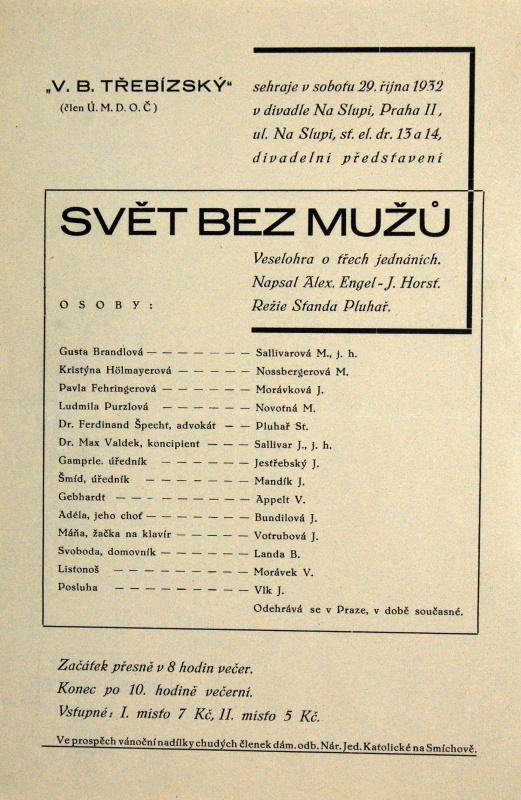 „V. B. TŘEBÍZSKÝ“
(člen Ú. M. D. O. Č)
sehraje v sobotu 29. října 1932
v divadle Na Slupi, Praha II,
ul. Na Slupi, st. el. dr. 13 a 14,
divadelní představení
SVĚT BEZ MUŽŮ
Veselohra o třech jednáních.
Napsal Alex. Engel - J. Horst.
Režie Standa Pluhař.
OSOBY:
Gusta Brandlová — — — — — — — Sallivarová M., j. h.
Kristýna Hölmayerová — — — — — Nossbergerová M.
Pavla Fehringerová — — — — — — Morávková J.
Ludmila Purzlová — — — — — — Novotná M.
Dr. Ferdinand Špecht, advokát — — Pluhař St.
Dr. Max Valdek, koncipient — — — Sallivar J., j. h.
Gamprle. úředník — — — — — — Jestřebský J.
Šmíd, úředník — — — — — — — Mandík J.
Gebhardt — — — — — — — — Appelt V.
Adéla, jeho choť — — — — — — — Bundilová J.
Máňa, žačka na klavír — — — — — Votrubová J.
Svoboda, domovník — — — — — — Landa B.
Listonoš — — — — — — — — Morávek V.
Posluha — — — — — — — — Vlk J.
Odehrává se v Praze, v době současné.
Začátek přesně v 8 hodin večer.
Konec po 10. hodině večerní.
Vstupné: I. místo 7 Kč, II. místo 5 Kč.
Ve prospěch vánoční nadílky chudých členek dám. odb. Nár. Jed. Katolické na Smíchově.